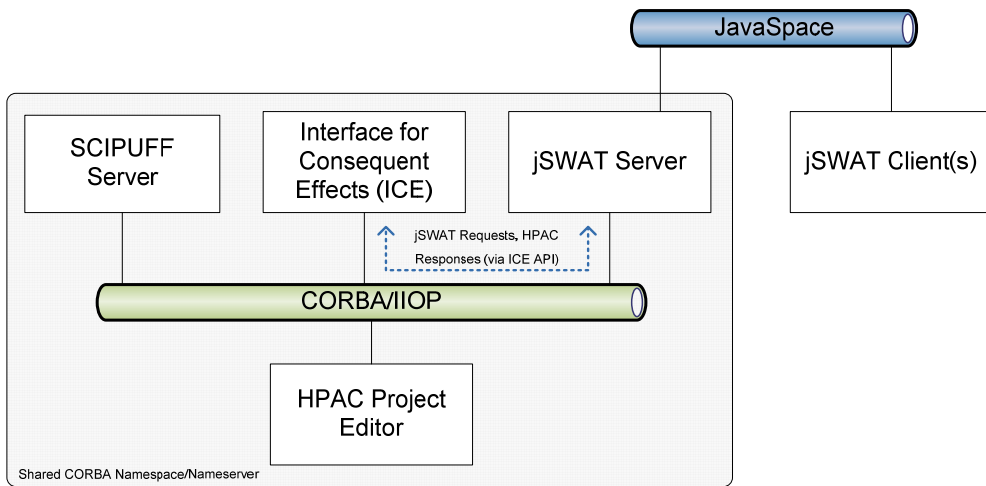 JavaSpace
SCIPUFF
Server
Interface for
Consequent
Effects (ICE)
jSWAT Server
jSWAT Client(s)
jSWAT Requests, HPAC
Responses (via ICE API)
CORBA/IIOP
HPAC Project
Editor
Shared CORBA Namespace/Nameserver